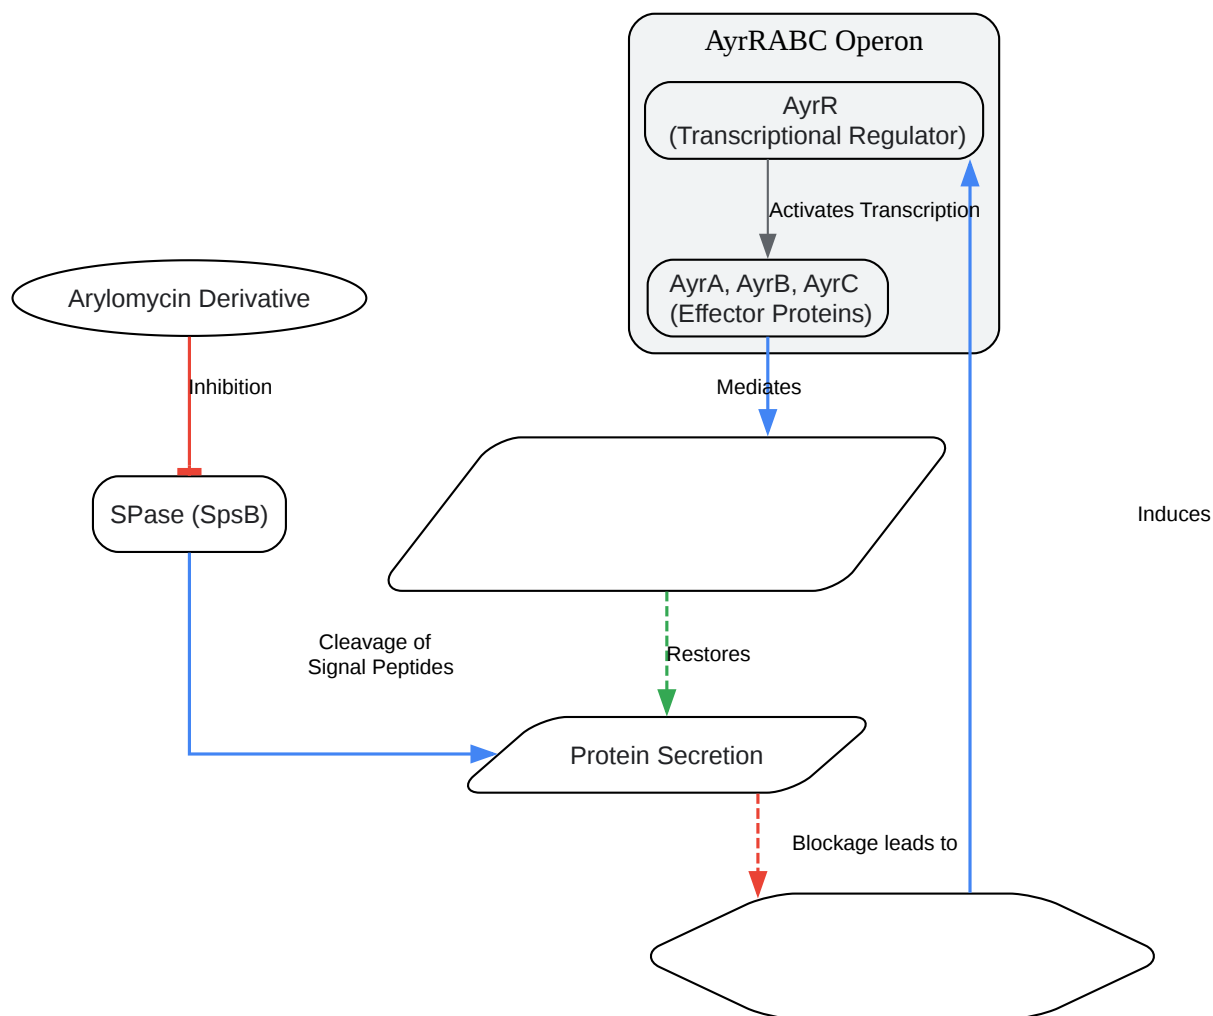 AyrRABC Operon
AyrR
(Transcriptional Regulator)
Activates Transcription
AyrA, AyrB, AyrC
(Effector Proteins)
Arylomycin Derivative
Inhibition
Mediates
SPase (SpsB)
Induces
Cleavage of
Signal Peptides
Restores
Protein Secretion
Blockage leads to